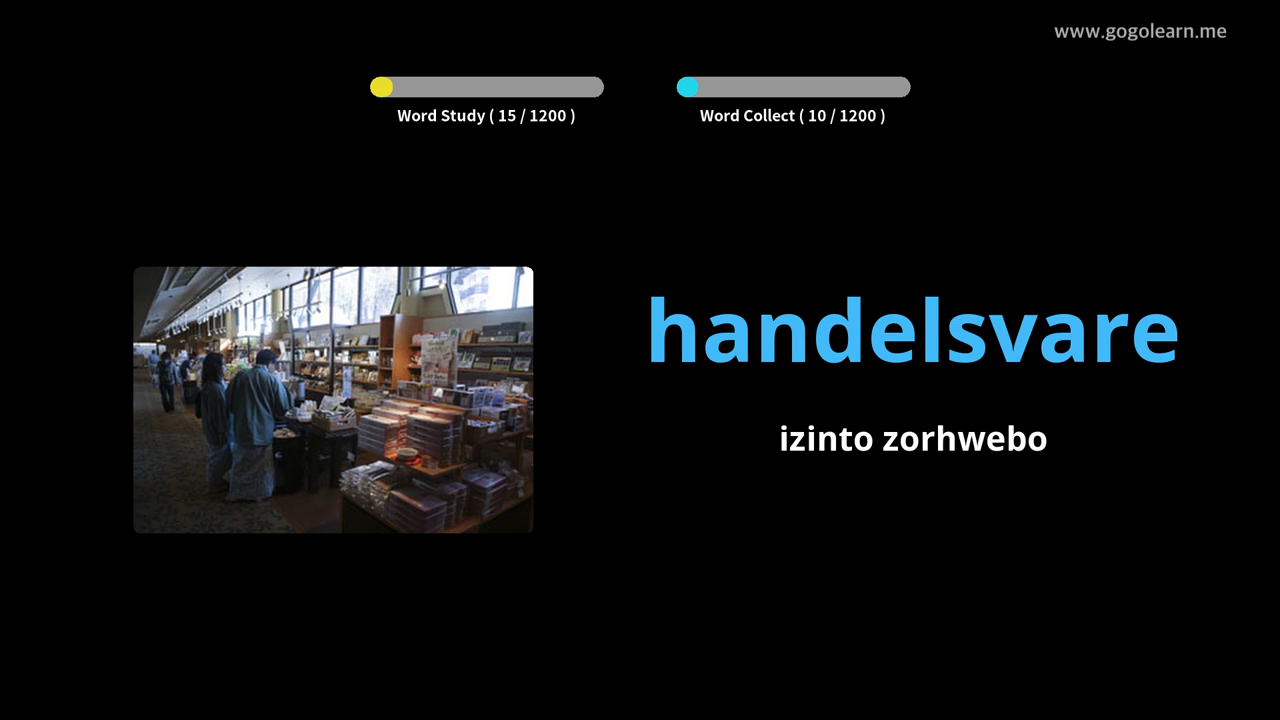 www.gogolearn.me
Word Study ( 15 / 1200 )
Word Collect ( 10 / 1200 )
handelsvare
izinto zorhwebo